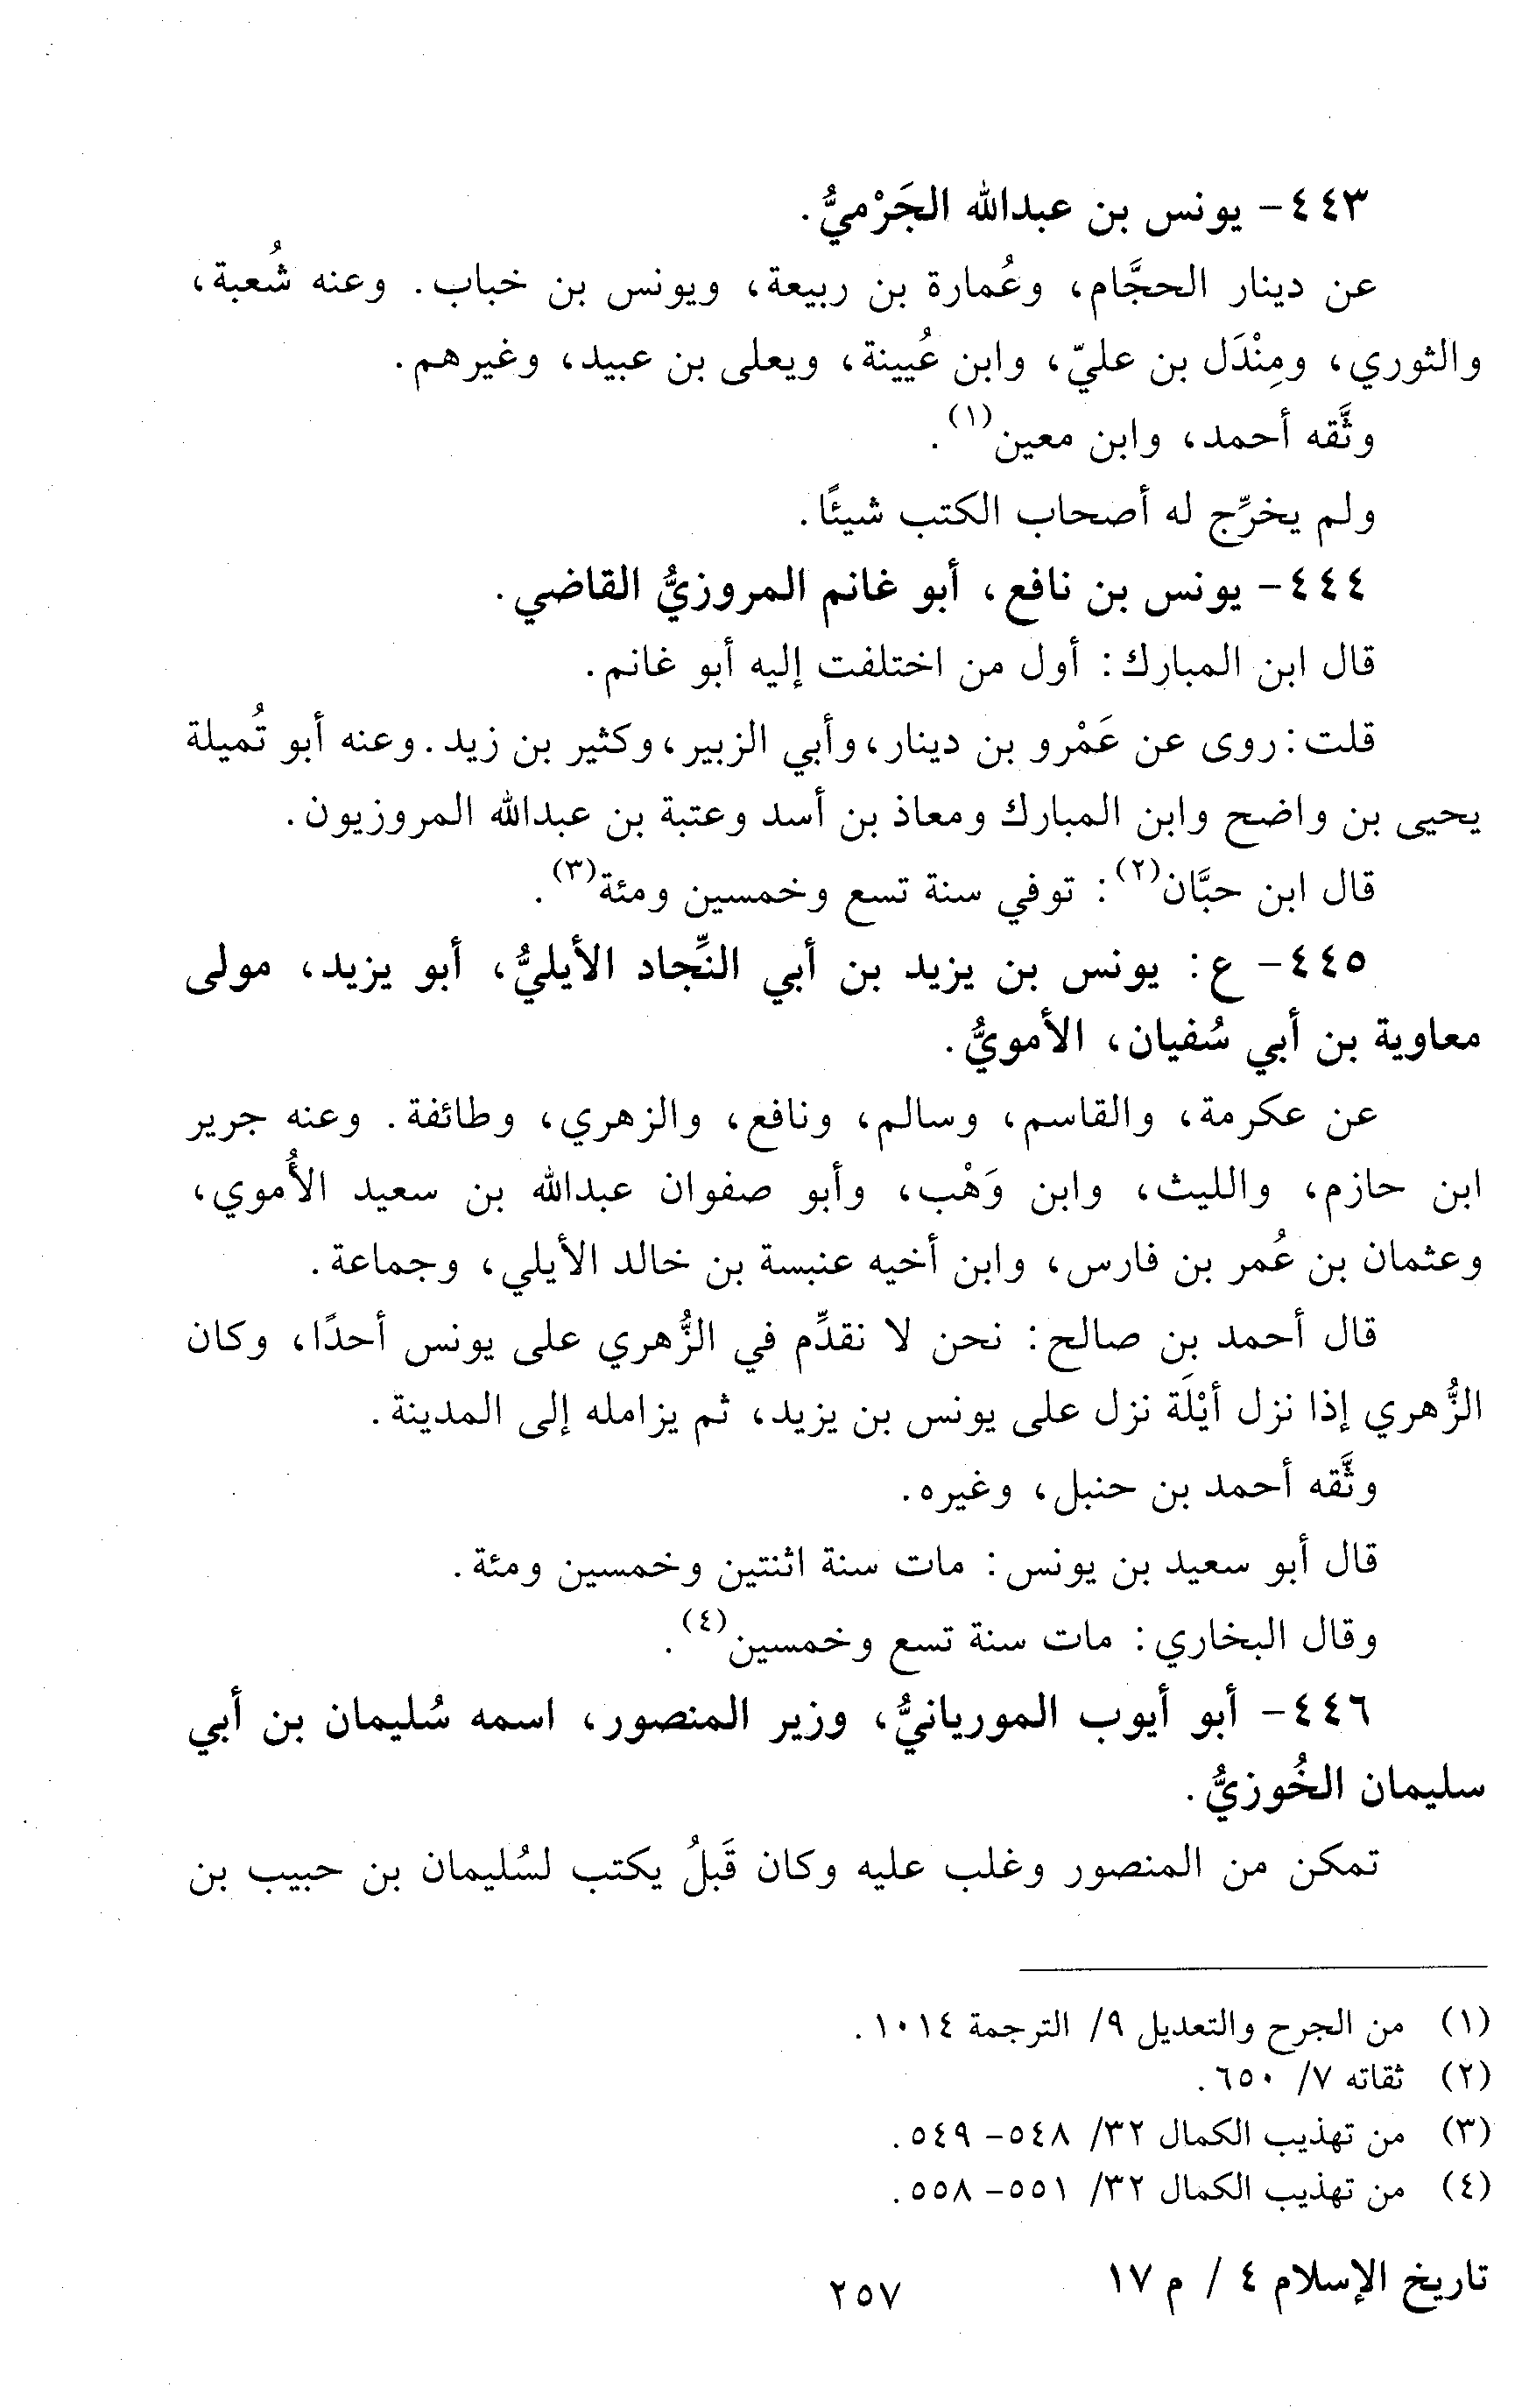 ٤٤٣- يونس بن عبدالله الجَرْميُّ.
عن دينار الحجَّام، وعُمارة بن ربيعة، ويونس بن خباب. وعنه شُعبة،
والثوري، ومِنْدَل بن عليّ، وابن عُيينة، ويعلى بن عبيد، وغيرهم.
وثَّقه أحمد، وابن معين(١).
ولم يخرِّج له أصحاب الكتب شيئًا.
٤٤٤- يونس بن نافع، أبو غانم المروزيُّ القاضي.
قال ابن المبارك: أول من اختلفت إليه أبو غانم.
قلت: روى عن عَمْرو بن دينار، وأبي الزبير، وكثير بن زيد. وعنه أبو تُميلة
يحيى بن واضح وابن المبارك ومعاذ بن أسد وعتبة بن عبدالله المروزيون.
قال ابن حبَّان(٢): توفي سنة تسع وخمسين ومئة(٣).
٤٤٥- ع: يونس بن يزيد بن أبي النِّجاد الأيليُّ، أبو يزيد، مولى
معاوية بن أبي سُفيان، الأمويُّ.
عن عكرمة، والقاسم، وسالم، ونافع، والزهري، وطائفة. وعنه جرير
ابن حازم، والليث، وابن وَهْب، وأبو صفوان عبدالله بن سعيد الأُموي،
وعثمان بن عُمر بن فارس، وابن أخيه عنبسة بن خالد الأيلي، وجماعة.
قال أحمد بن صالح: نحن لا نقدِّم في الزُّهري على يونس أحدًا، وكان
الزُّهري إذا نزل أيْلَة نزل على يونس بن يزيد، ثم يزامله إلى المدينة.
وثَّقه أحمد بن حنبل، وغيره.
قال أبو سعيد بن يونس: مات سنة اثنتين وخمسين ومئة.
وقال البخاري: مات سنة تسع وخمسين(٤).
٤٤٦- أبو أيوب الموريانيُّ، وزير المنصور، اسمه سُليمان بن أبي
سليمان الخُوزيُّ.
تمكن من المنصور وغلب عليه وكان قَبلُ يكتب لسُليمان بن حبيب بن
(١) من الجرح والتعديل ٩/ الترجمة ١٠١٤.
(٢) ثقاته ٧/ ٦٥٠.
(٣) من تهذيب الكمال ٣٢/ ٥٤٨- ٥٤٩.
(٤) من تهذيب الكمال ٣٢/ ٥٥١- ٥٥٨.
تاريخ الإسلام ٤ / م ١٧
٢٥٧